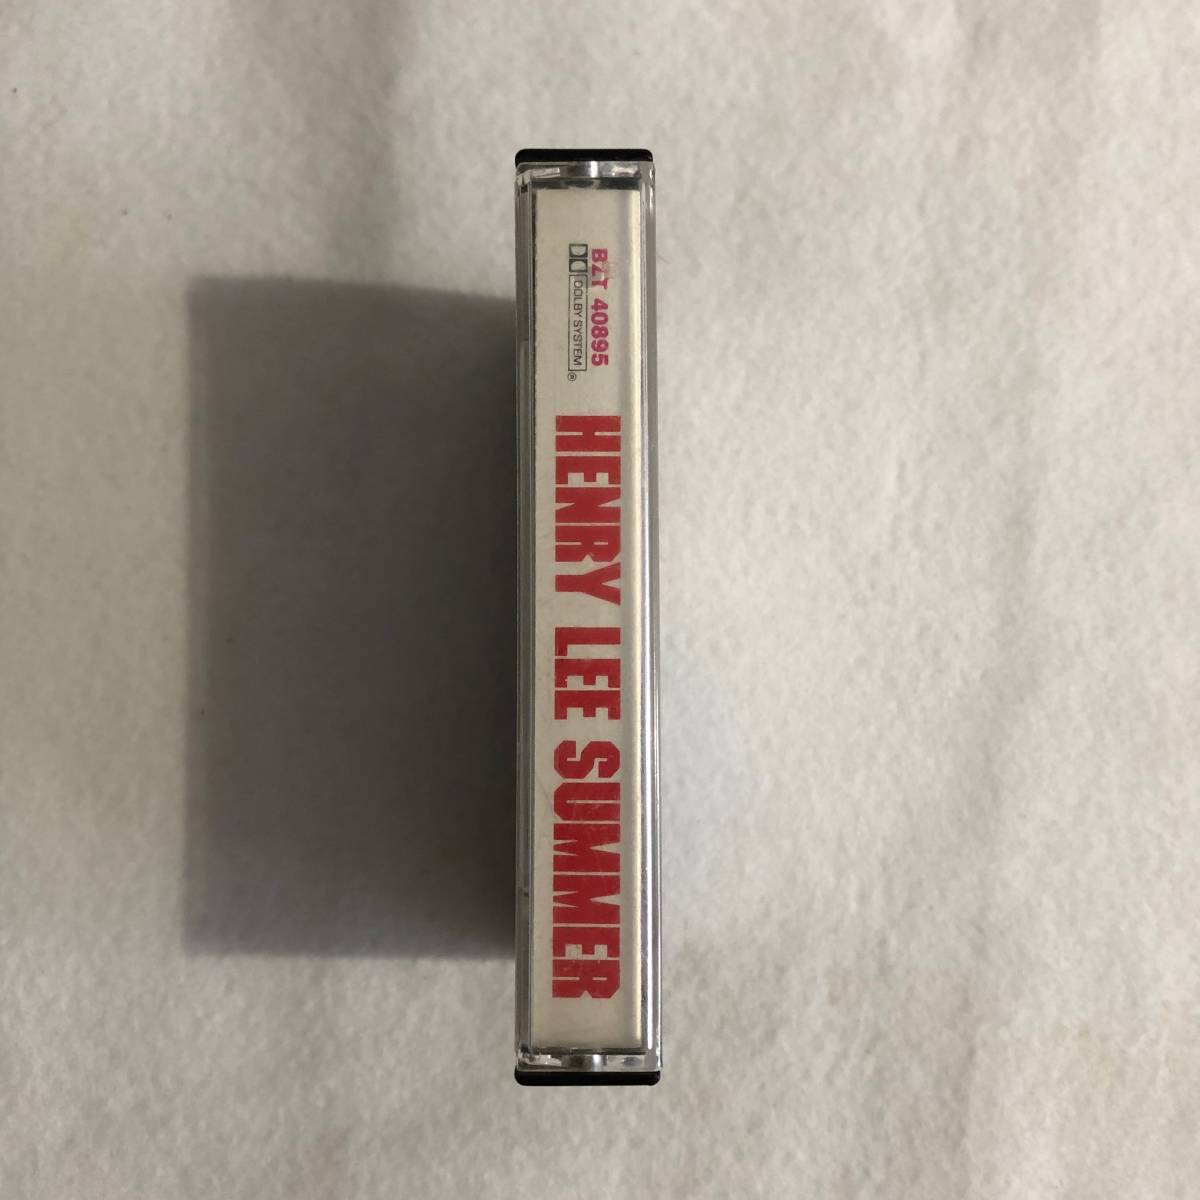 BZT 40895
DOLBY SYSTEM®
HENRY LEE SUMMER